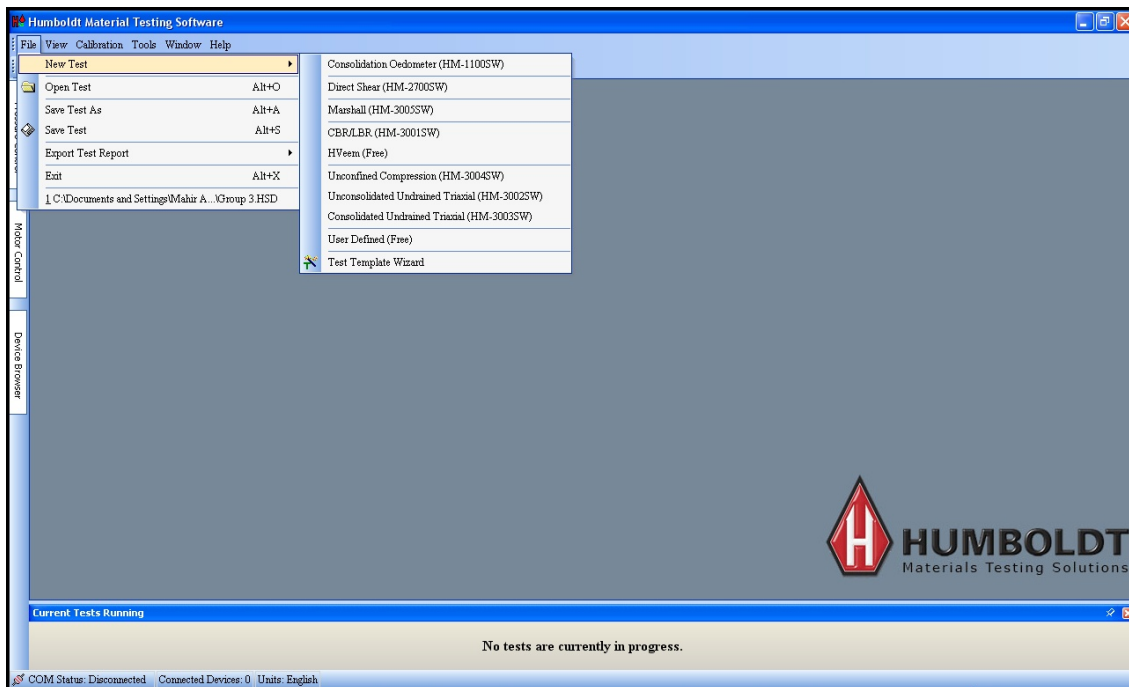 Humboldt Material Testing Software
File View Calibration Tools Window Help
New Test
Open Test Alt+O
Save Test As Alt+A
Save Test Alt+S
Export Test Report
Exit Alt+X
1 C:\Documents and Settings\Mahir A...\Group 3.HSD
Consolidation Oedometer (HM-1100SW)
Direct Shear (HM-2700SW)
Marshall (HM-3005SW)
CBR/LBR (HM-3001SW)
HVeem (Free)
Unconfined Compression (HM-3004SW)
Unconsolidated Undrained Triaxial (HM-3002SW)
Consolidated Undrained Triaxial (HM-3003SW)
User Defined (Free)
Test Template Wizard
Motor Control
Device Browser
H
HUMBOLDT
Materials Testing Solutions
Current Tests Running
No tests are currently in progress.
COM Status: Disconnected Connected Devices: 0 Units: English